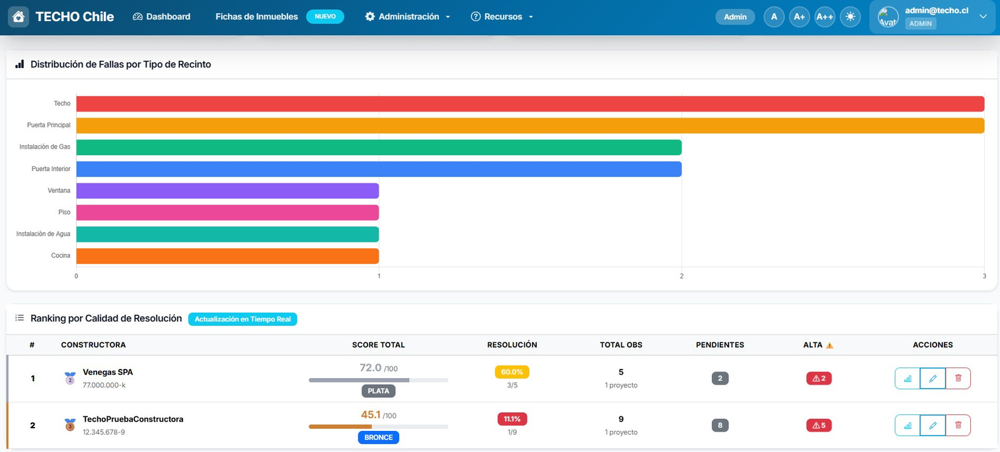 TECHO Chile
Dashboard
Fichas de Inmuebles NUEVO
Administración
Recursos
Admin
A
A+
A++
Avat
admin@techo.cl
ADMIN
Distribución de Fallas por Tipo de Recinto
Techo
Puerta Principal
Instalación de Gas
Puerta Interior
Ventana
Piso
Instalación de Agua
Cocina
0 1 2 3
Ranking por Calidad de Resolución Actualización en Tiempo Real
# CONSTRUCTORA SCORE TOTAL RESOLUCIÓN TOTAL OBS PENDIENTES ALTA ACCIONES
1 2 Venegas SPA 72.0 /100 60.0% 5 2 2
77.000.000-k PLATA 3/5 1 proyecto
2 3 TechoPruebaConstructora 45.1 /100 11.1% 9 8 5
12.345.678-9 BRONCE 1/9 1 proyecto